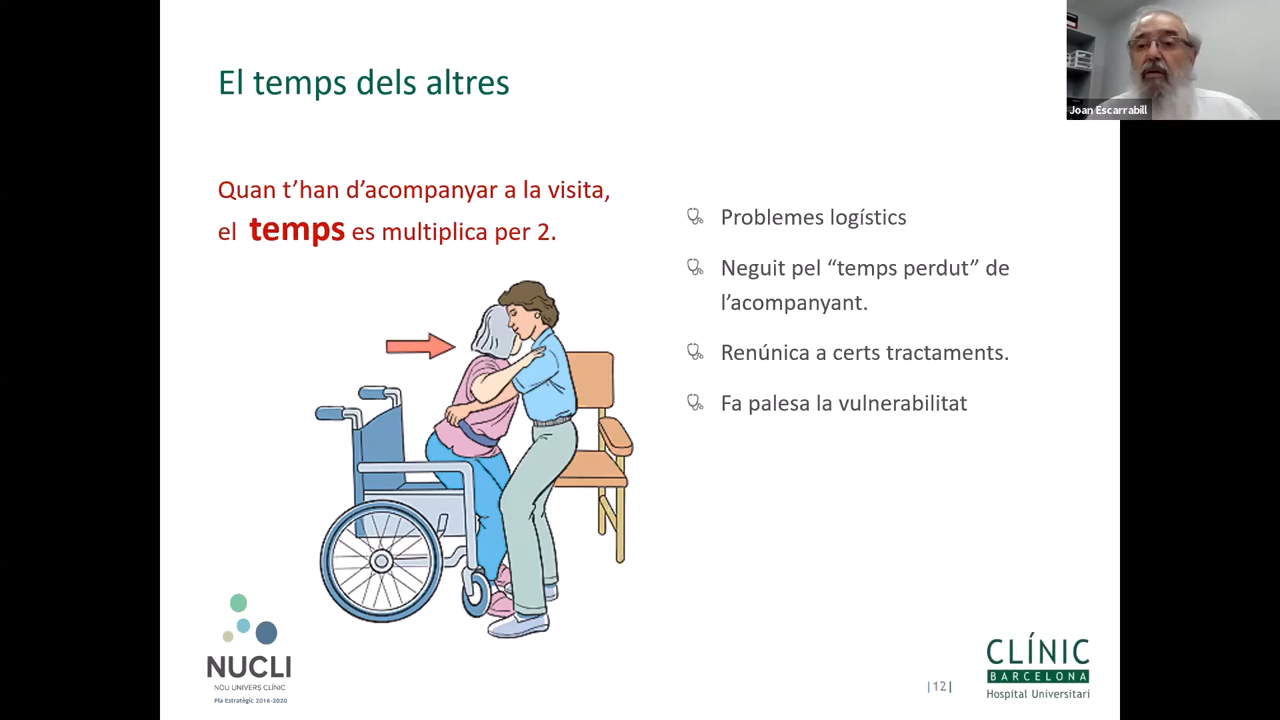 El temps dels altres
Quan t’han d’acompanyar a la visita,
el temps es multiplica per 2.
Problemes logístics
Neguit pel “temps perdut” de
l’acompanyant.
Renúnica a certs tractaments.
Fa palesa la vulnerabilitat
Joan Escarrabill
NUCLI
NOU UNIVERS CLÍNIC
Pla Estratègic 2016-2020
|12|
CLÍNIC
BARCELONA
Hospital Universitari